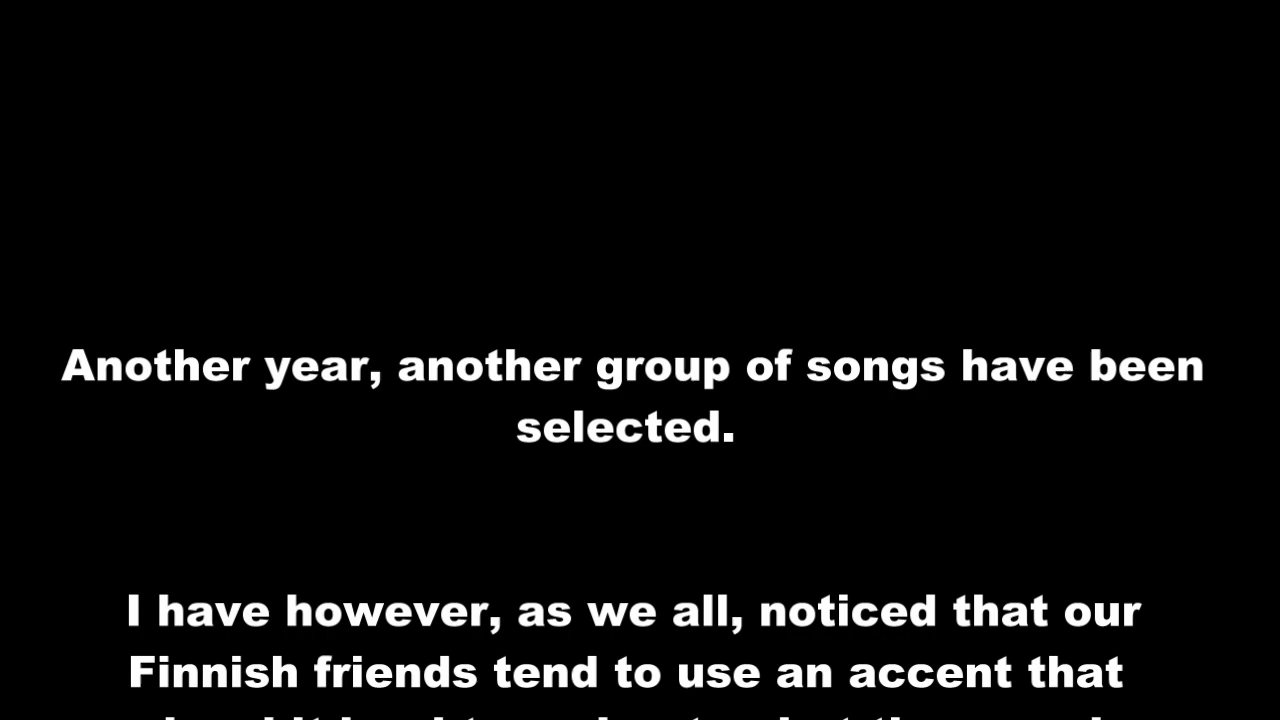 Another year, another group of songs have been
selected.
I have however, as we all, noticed that our
Finnish friends tend to use an accent that